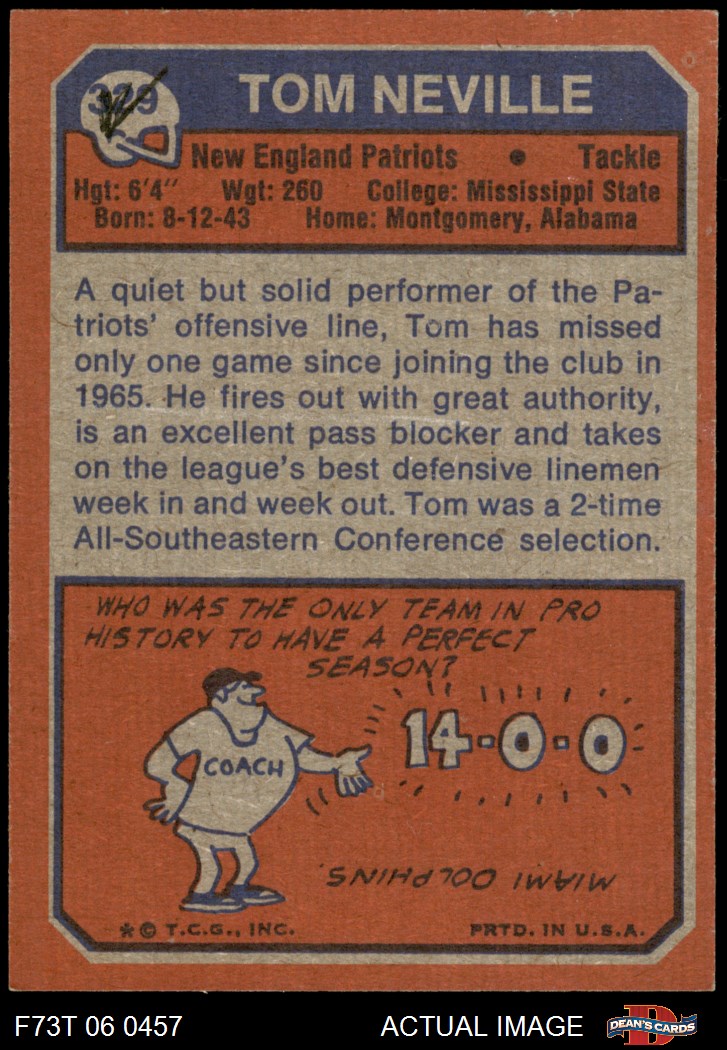 329
TOM NEVILLE
New England Patriots • Tackle
Hgt: 6'4" Wgt: 260 College: Mississippi State
Born: 8-12-43 Home: Montgomery, Alabama
A quiet but solid performer of the Pa-
triots' offensive line, Tom has missed
only one game since joining the club in
1965. He fires out with great authority,
is an excellent pass blocker and takes
on the league's best defensive linemen
week in and week out. Tom was a 2-time
All-Southeastern Conference selection.
WHO WAS THE ONLY TEAM IN PRO
HISTORY TO HAVE A PERFECT
SEASON?
14-0-0
COACH
MIAMI DOLPHINS.
* © T.C.G., INC. PRTD. IN U.S.A.
F73T 06 0457 ACTUAL IMAGE D DEAN'S CARDS